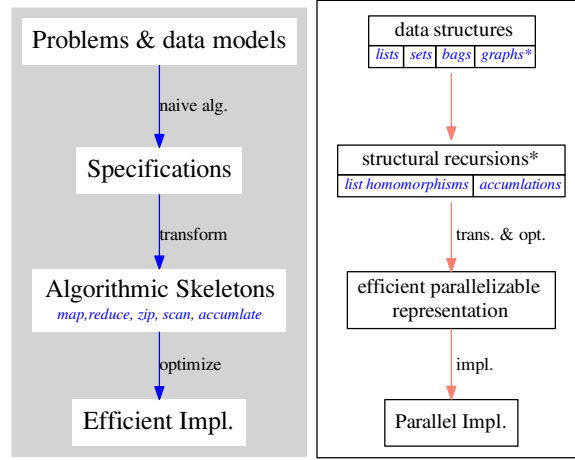 Problems & data models
naive alg.
Specifications
transform
Algorithmic Skeletons
map,reduce, zip, scan, accumlate
optimize
Efficient Impl.
data structures
lists sets bags graphs*
structural recursions*
list homomorphisms accumlations
trans. & opt.
efficient parallelizable
representation
impl.
Parallel Impl.